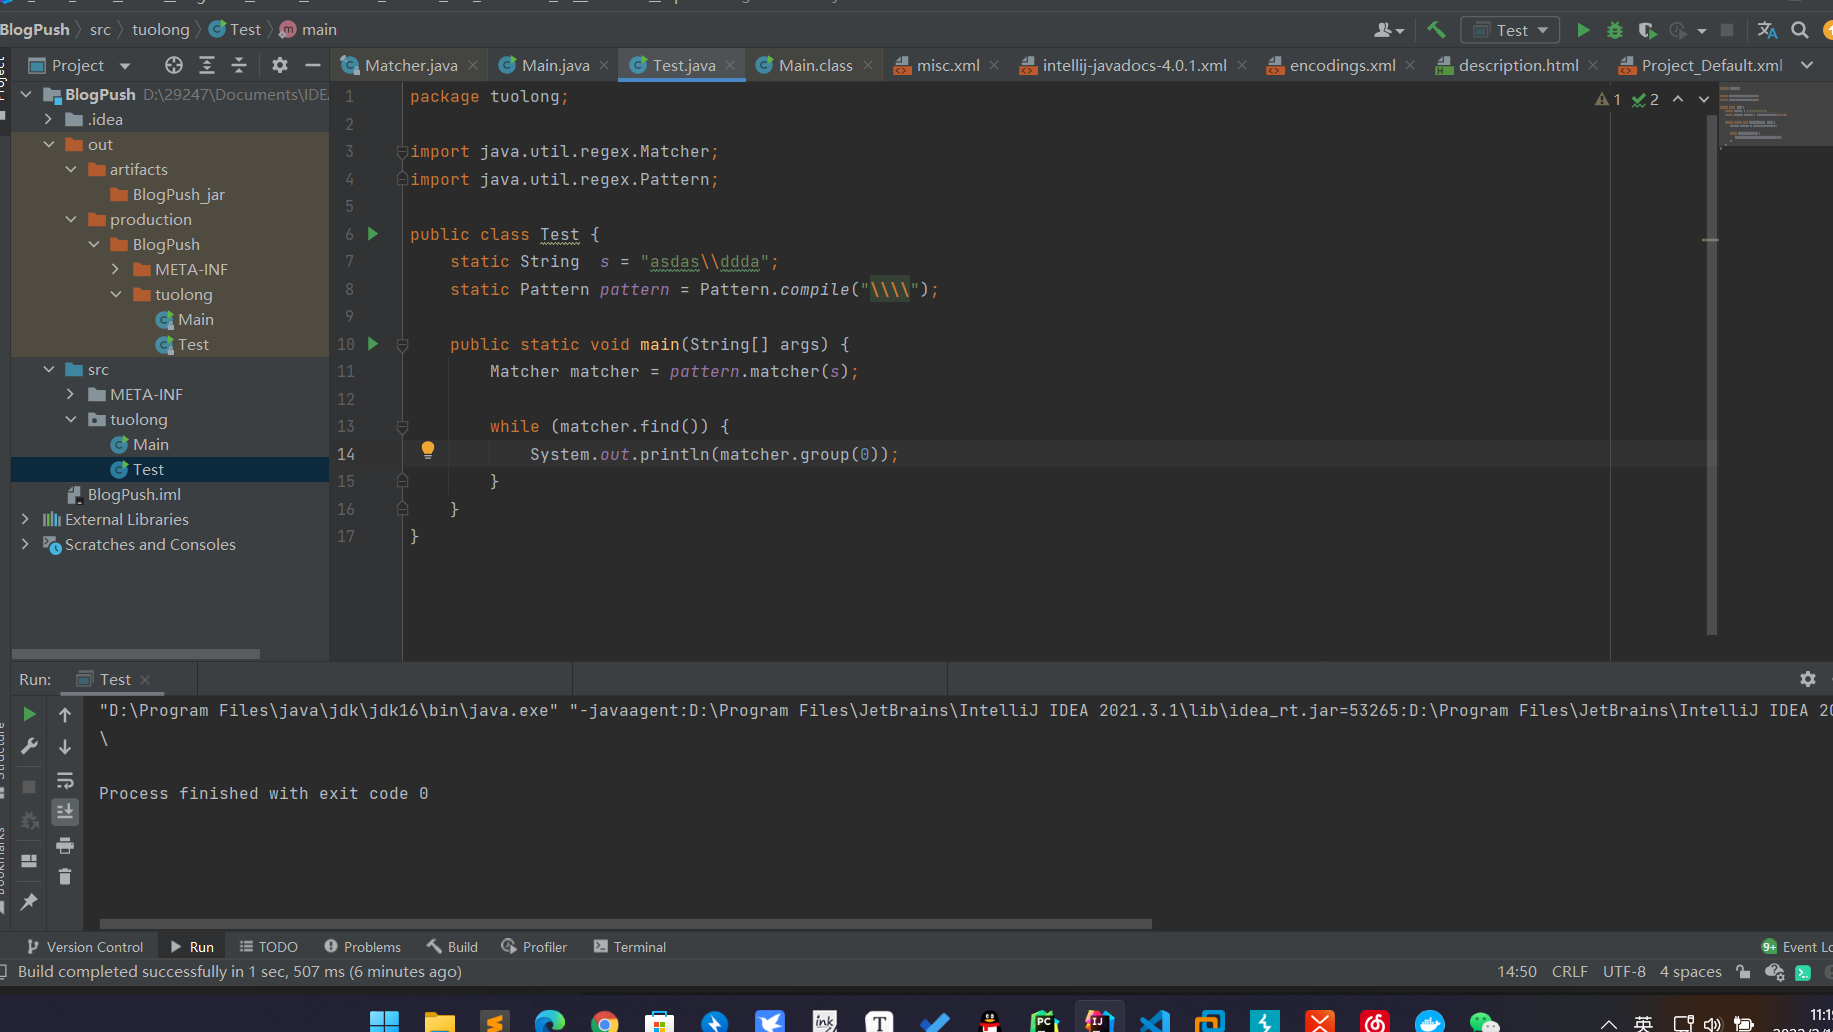 BlogPush src tuolong Test main
Test
Project
Matcher.java Main.java Test.java Main.class misc.xml intellij-javadocs-4.0.1.xml encodings.xml description.html Project_Default.xml
Project
BlogPush D:\29247\Documents\IDE
.idea
out
artifacts
BlogPush_jar
production
BlogPush
META-INF
tuolong
Main
Test
src
META-INF
tuolong
Main
Test
BlogPush.iml
External Libraries
Scratches and Consoles
1 package tuolong;
2
3 import java.util.regex.Matcher;
4 import java.util.regex.Pattern;
5
6 public class Test {
7 static String  s = "asdas\\ddda";
8 static Pattern pattern = Pattern.compile("\\\\");
9
10 public static void main(String[] args) {
11 Matcher matcher = pattern.matcher(s);
12
13 while (matcher.find()) {
14 System.out.println(matcher.group(0));
15 }
16 }
17 }
1 2
Run: Test
"D:\Program Files\java\jdk\jdk16\bin\java.exe" "-javaagent:D:\Program Files\JetBrains\IntelliJ IDEA 2021.3.1\lib\idea_rt.jar=53265:D:\Program Files\JetBrains\IntelliJ IDEA 20
\
Process finished with exit code 0
Structure
Bookmarks
Version Control Run TODO Problems Build Profiler Terminal 9+ Event Lo
Build completed successfully in 1 sec, 507 ms (6 minutes ago)
14:50 CRLF UTF-8 4 spaces
ink T PC IJ 英 11:1